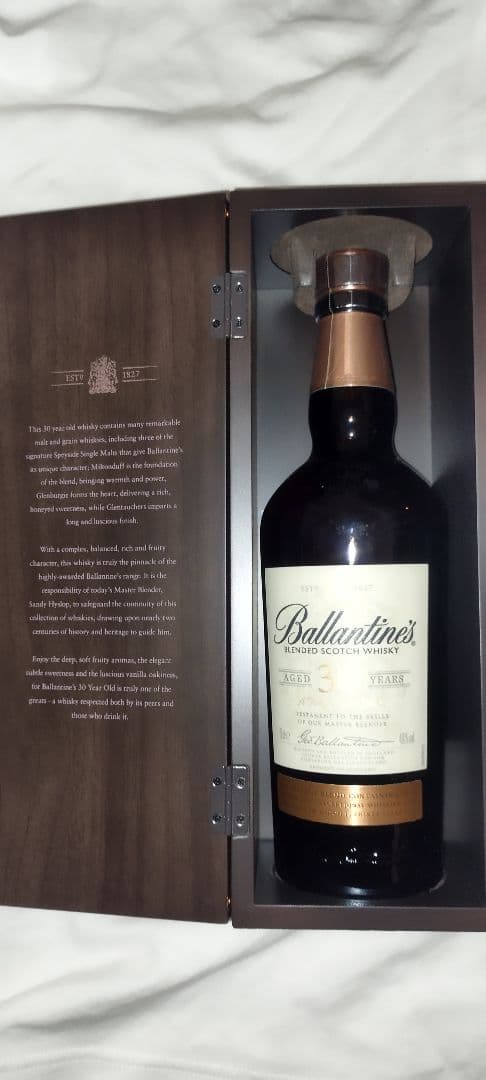 ESTD 1827
This 30 year old whisky contains many remarkable
malt and grain whiskies, including three of the
signature Speyside Single Malts that give Ballantine's
its unique character; Miltonduff is the foundation
of the blend, bringing warmth and power,
Glenburgie forms the heart, delivering a rich,
honeyed sweetness, while Glentauchers imparts a
long and luscious finish.
With a complex, balanced, rich and fruity
character, this whisky is truly the pinnacle of the
highly-awarded Ballantine's range. It is the
responsibility of today's Master Blender,
Sandy Hyslop, to safeguard the continuity of this
collection of whiskies, drawing upon nearly two
centuries of history and heritage to guide him.
Enjoy the deep, soft fruity aromas, the elegant
subtle sweetness and the luscious vanilla oakiness,
for Ballantine's 30 Year Old is truly one of the
greats - a whisky respected both by its peers and
those who drink it.
ESTD 1827
Ballantine's
BLENDED SCOTCH WHISKY
AGED 3 YEARS
TESTAMENT TO THE SKILLS
OF OUR MASTER BLENDER
Geo Ballantine